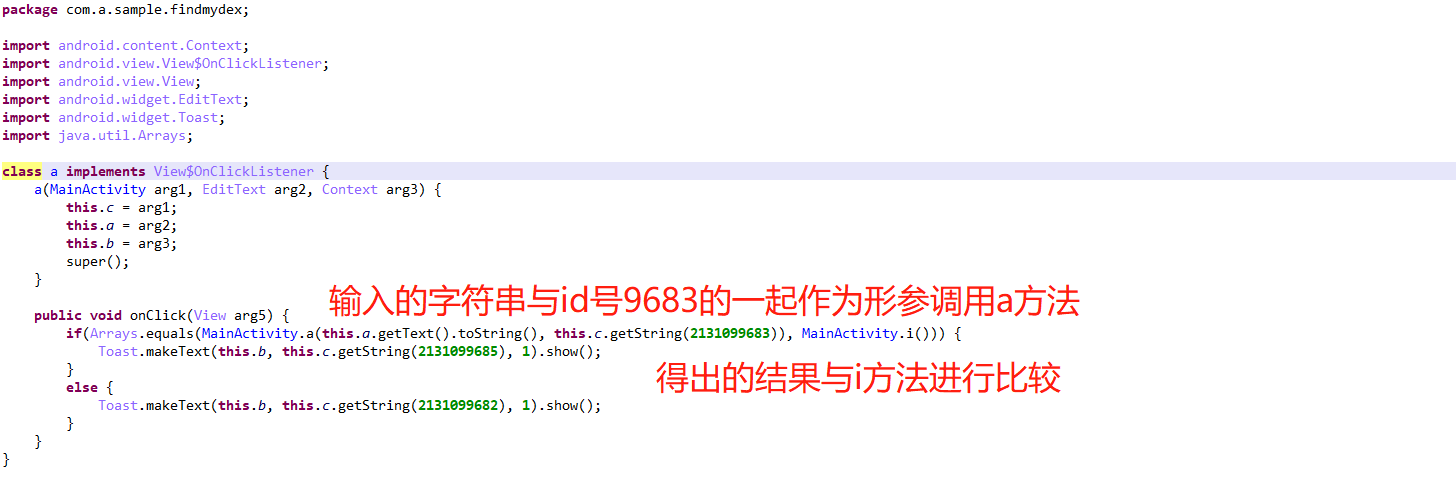 package com.a.sample.findmydex;
import android.content.Context;
import android.view.View$OnClickListener;
import android.view.View;
import android.widget.EditText;
import android.widget.Toast;
import java.util.Arrays;
class a implements View$OnClickListener {
a(MainActivity arg1, EditText arg2, Context arg3) {
this.c = arg1;
this.a = arg2;
this.b = arg3;
super();
}
输入的字符串与id号9683的一起作为形参调用a方法
public void onClick(View arg5) {
if(Arrays.equals(MainActivity.a(this.a.getText().toString(), this.c.getString(2131099683)), MainActivity.i())) {
Toast.makeText(this.b, this.c.getString(2131099685), 1).show();
}
得出的结果与i方法进行比较
else {
Toast.makeText(this.b, this.c.getString(2131099682), 1).show();
}
}
}